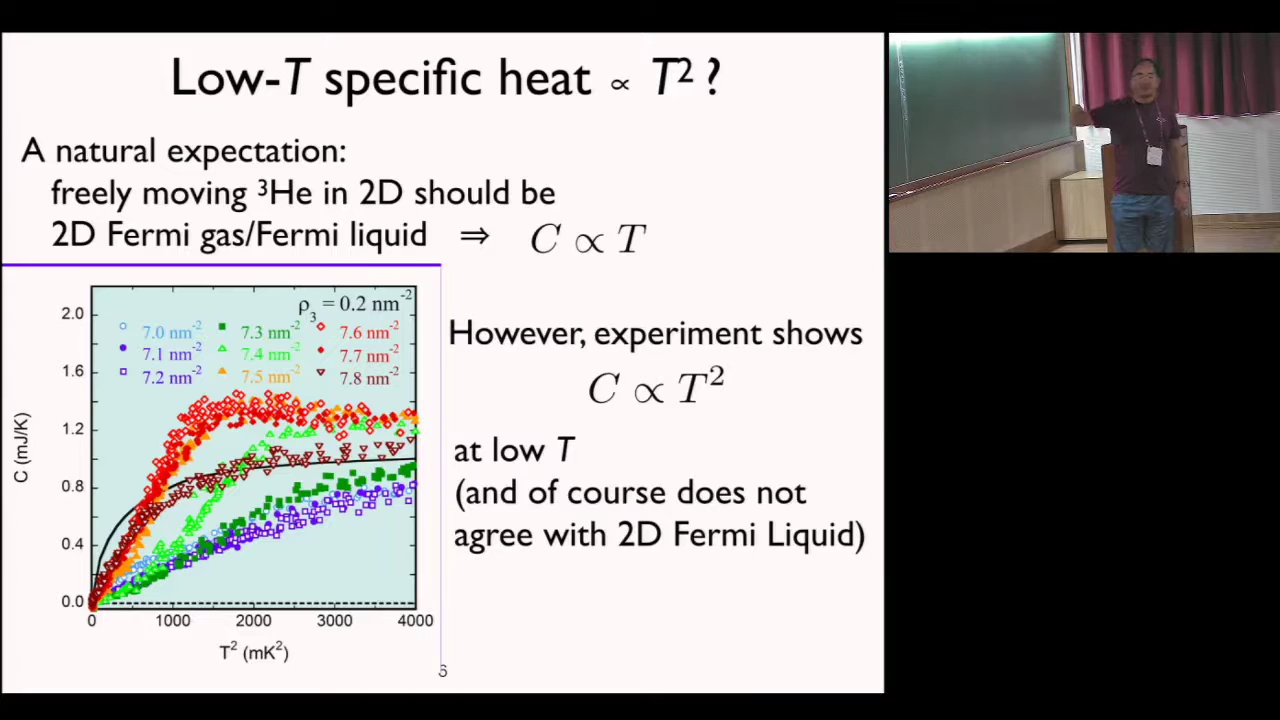 Low-T specific heat ∝ T² ?
A natural expectation:
freely moving ³He in 2D should be
2D Fermi gas/Fermi liquid ⇒ C ∝ T
ρ₃ = 0.2 nm⁻²
7.0 nm⁻² 7.3 nm⁻² 7.6 nm⁻²
7.1 nm⁻² 7.4 nm⁻² 7.7 nm⁻²
7.2 nm⁻² 7.5 nm⁻² 7.8 nm⁻²
2.0
1.6
1.2
0.8
0.4
0.0
C (mJ/K)
0 1000 2000 3000 4000
T² (mK²)
However, experiment shows
C ∝ T²
at low T
(and of course does not
agree with 2D Fermi Liquid)
6